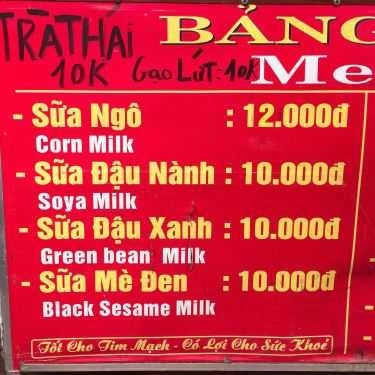 TRÀ THÁI
10K
Gạo LỨT: 10K
BẢNG
Me
- Sữa Ngô : 12.000đ
Corn Milk
- Sữa Đậu Nành : 10.000đ
Soya Milk
- Sữa Đậu Xanh : 10.000đ
Green bean Milk
- Sữa Mè Đen : 10.000đ
Black Sesame Milk
Tốt Cho Tim Mạch - Có Lợi Cho Sức Khoẻ